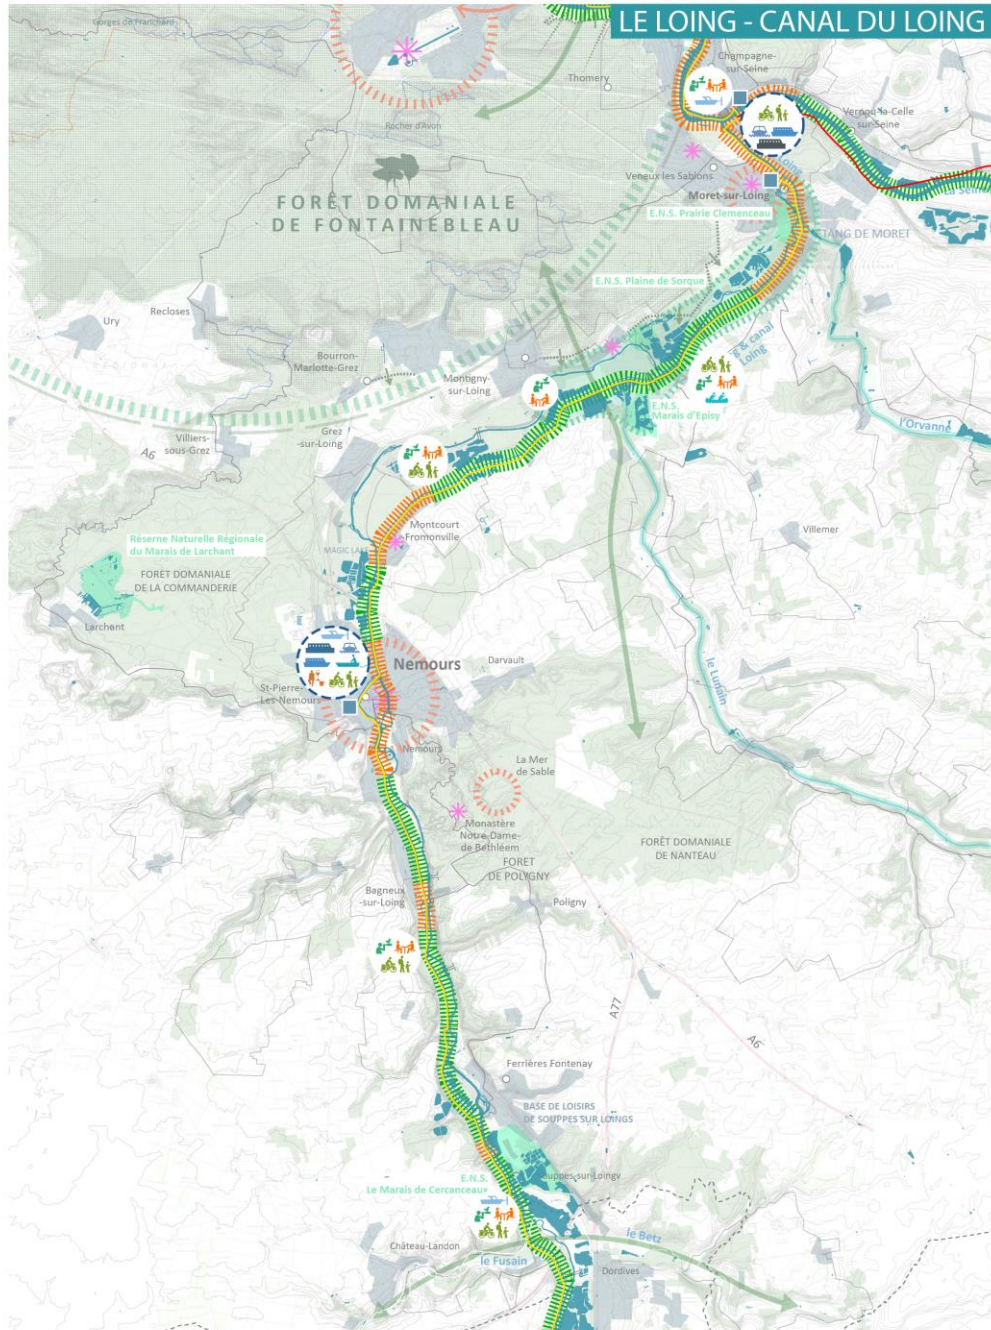 LE LOING - CANAL DU LOING
Gorges de Franchard
Champagne-
sur-Seine
Thomery
Vernou-la-Celle
sur-Seine
Rocher d'Avon
Veneux les Sablons
Moret-sur-Loing
FORÊT DOMANIALE
DE FONTAINEBLEAU
E.N.S. Prairie Clemenceau
ETANG DE MORET
E.N.S. Plaine de Sorque
Recloses
Ury
Bourron-
Marlotte-Grez
Montigny-
sur-Loing
& canal
Loing
E.N.S.
Marais d'Episy
l'Orvanne
Grez
-sur-Loing
Villiers-
sous-Grez
A6
Montcourt
Fromonville
Villemer
Réserne Naturelle Régionale
du Marais de Larchant
MAGIC LAKE
FORET DOMANIALE
DE LA COMMANDERIE
Larchant
Nemours
Darvault
le Lunain
St-Pierre-
Les-Nemours
Nemours
La Mer
de Sable
Monastère
Notre-Dame-
de-Bethléem
FORET
DE POLIGNY
FORÊT DOMANIALE
DE NANTEAU
Bagneux
-sur-Loing
Poligny
A77
A6
Ferrières Fontenay
BASE DE LOISIRS
DE SOUPPES SUR LOINGS
E.N.S.
Le Marais de Cercanceaux
le Betz
Château-Landon
le Fusain
Dordives